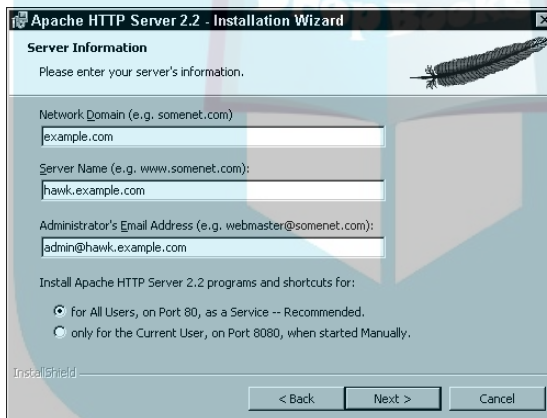 Apache HTTP Server 2.2 - Installation Wizard
Server Information
Please enter your server's information.
Network Domain (e.g. somenet.com)
example.com
Server Name (e.g. www.somenet.com):
hawk.example.com
Administrator's Email Address (e.g. webmaster@somenet.com):
admin@hawk.example.com
Install Apache HTTP Server 2.2 programs and shortcuts for:
for All Users, on Port 80, as a Service -- Recommended.
only for the Current User, on Port 8080, when started Manually.
InstallShield
< Back Next > Cancel